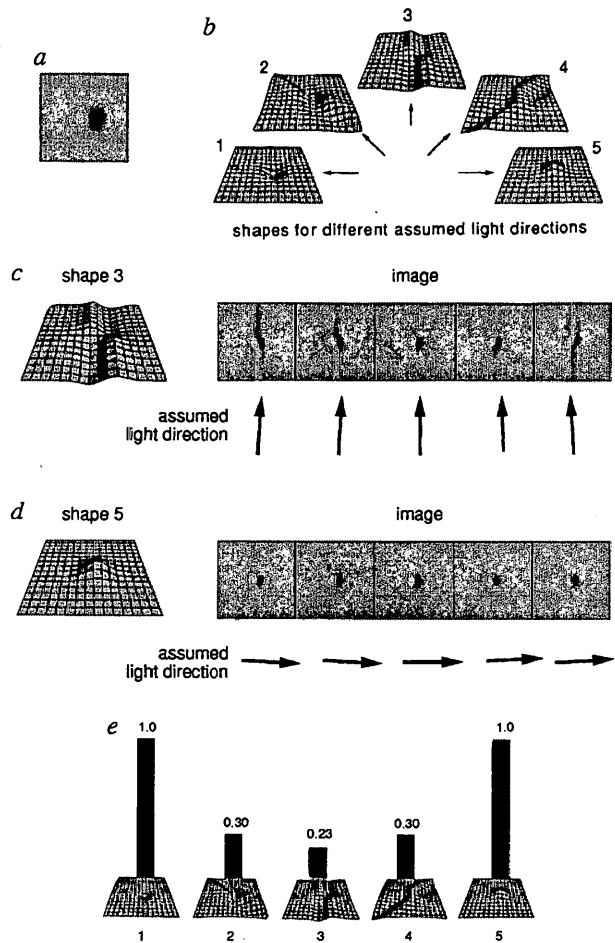 a
b
3
2
4
1
5
shapes for different assumed light directions
c
shape 3
image
assumed
light direction
d
shape 5
image
assumed
light direction
e
1.0
1.0
0.30
0.23
0.30
1
2
3
4
5